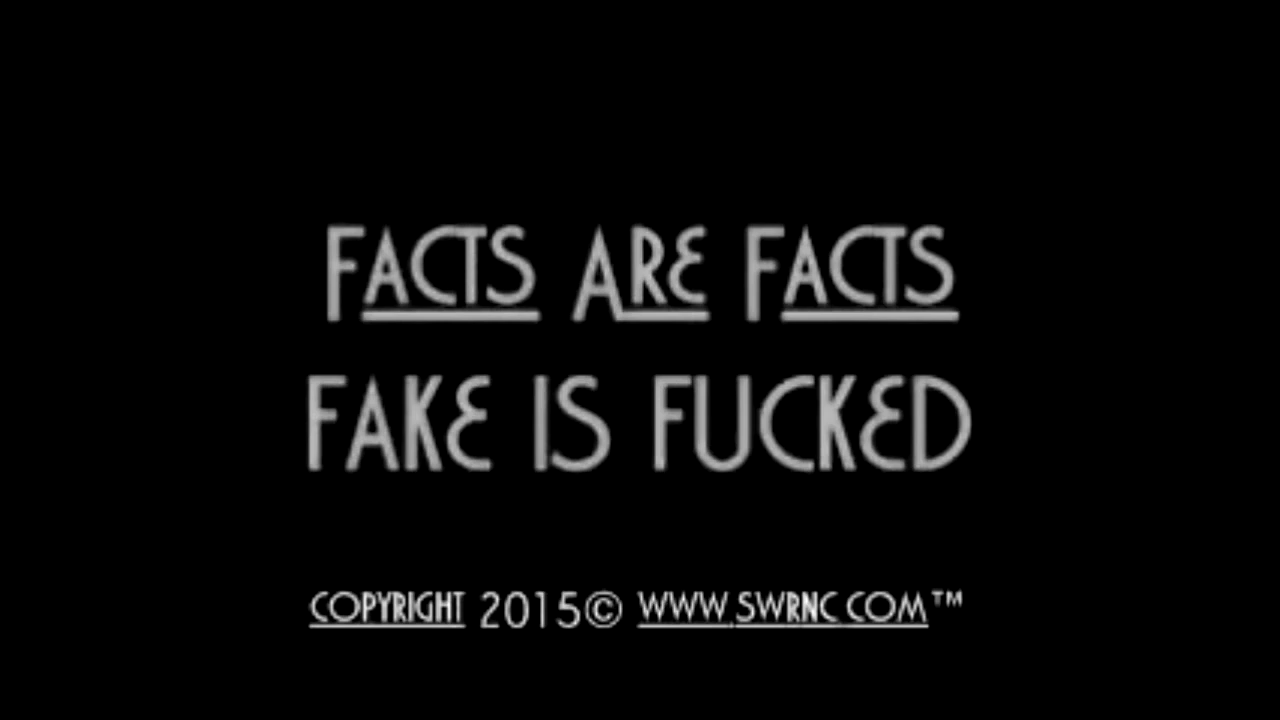 FACTS ARE FACTS
FAKE IS FUCKED
COPYRIGHT 2015© WWW.SWRNC.COM™